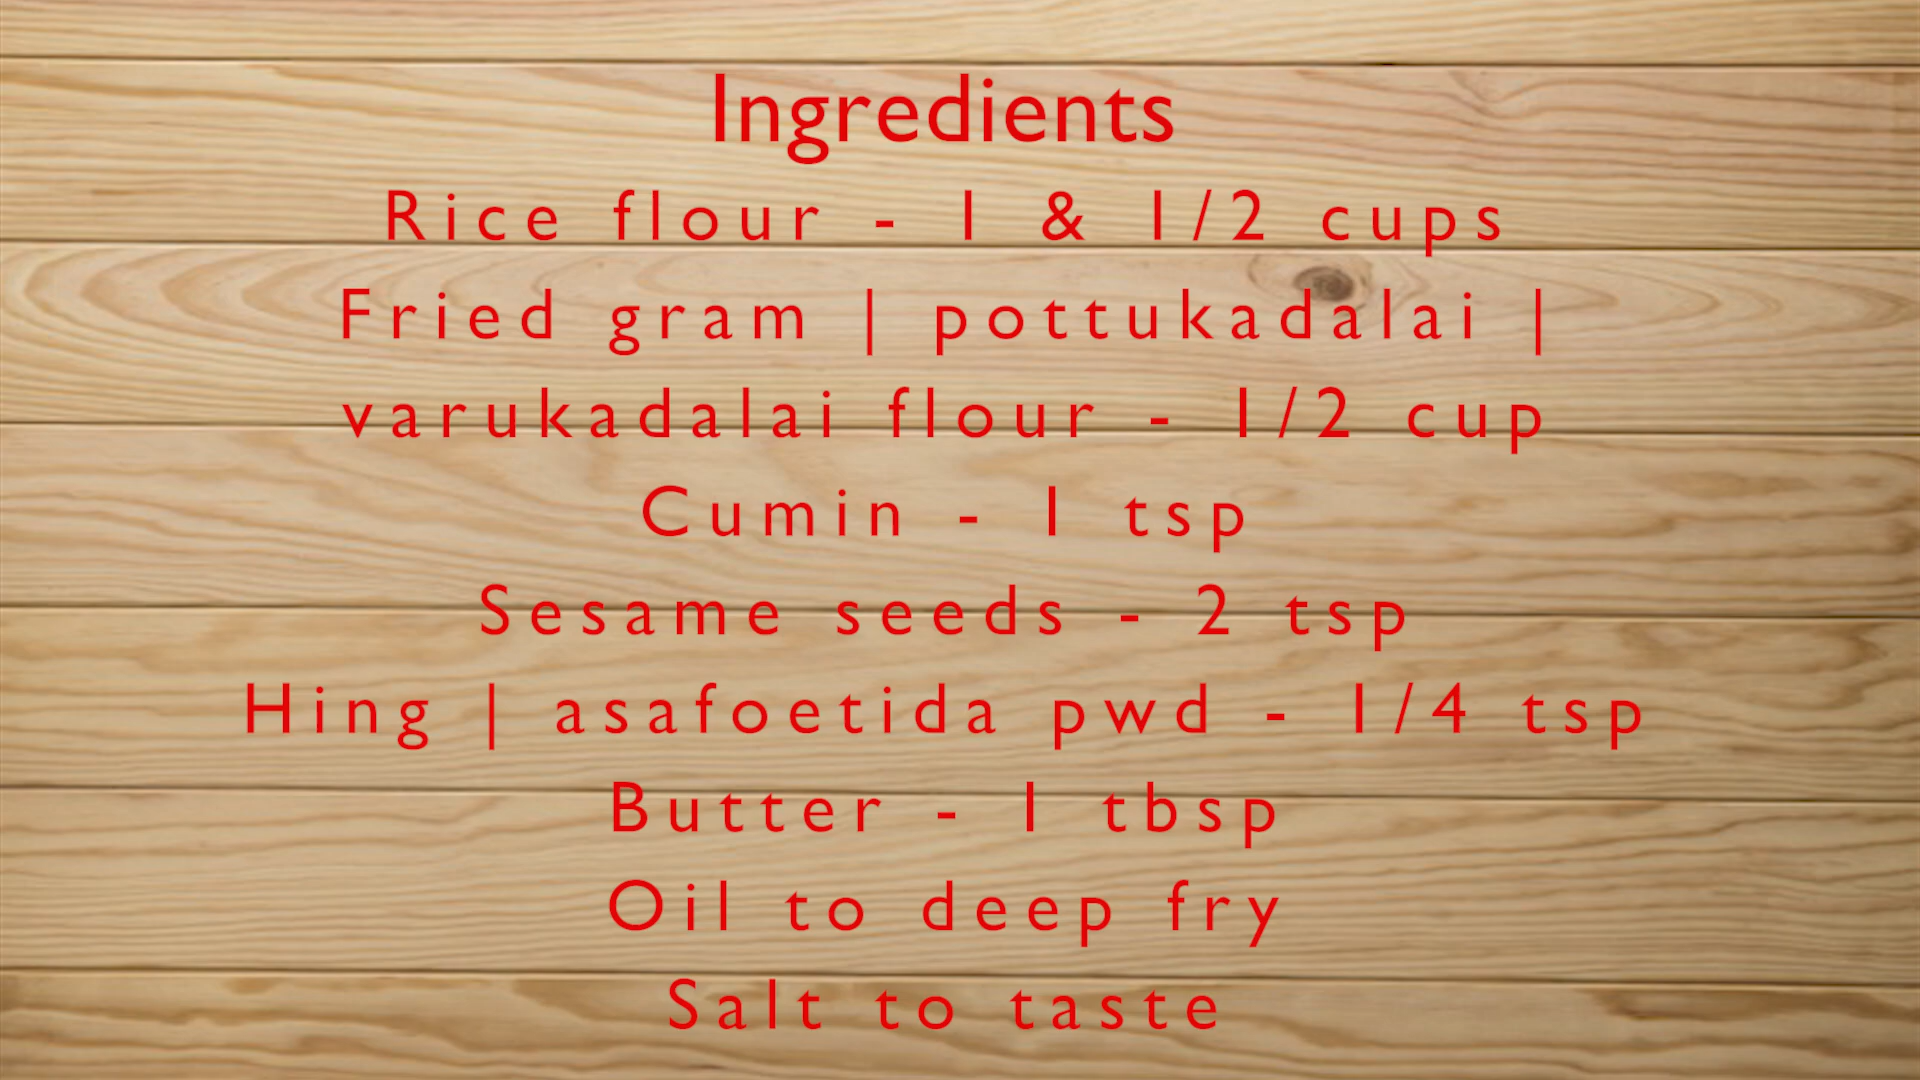 Ingredients
Rice flour - 1 & 1/2 cups
Fried gram | pottukadalai |
varukadalai flour - 1/2 cup
Cumin - 1 tsp
Sesame seeds - 2 tsp
Hing | asafoetida pwd - 1/4 tsp
Butter - 1 tbsp
Oil to deep fry
Salt to taste